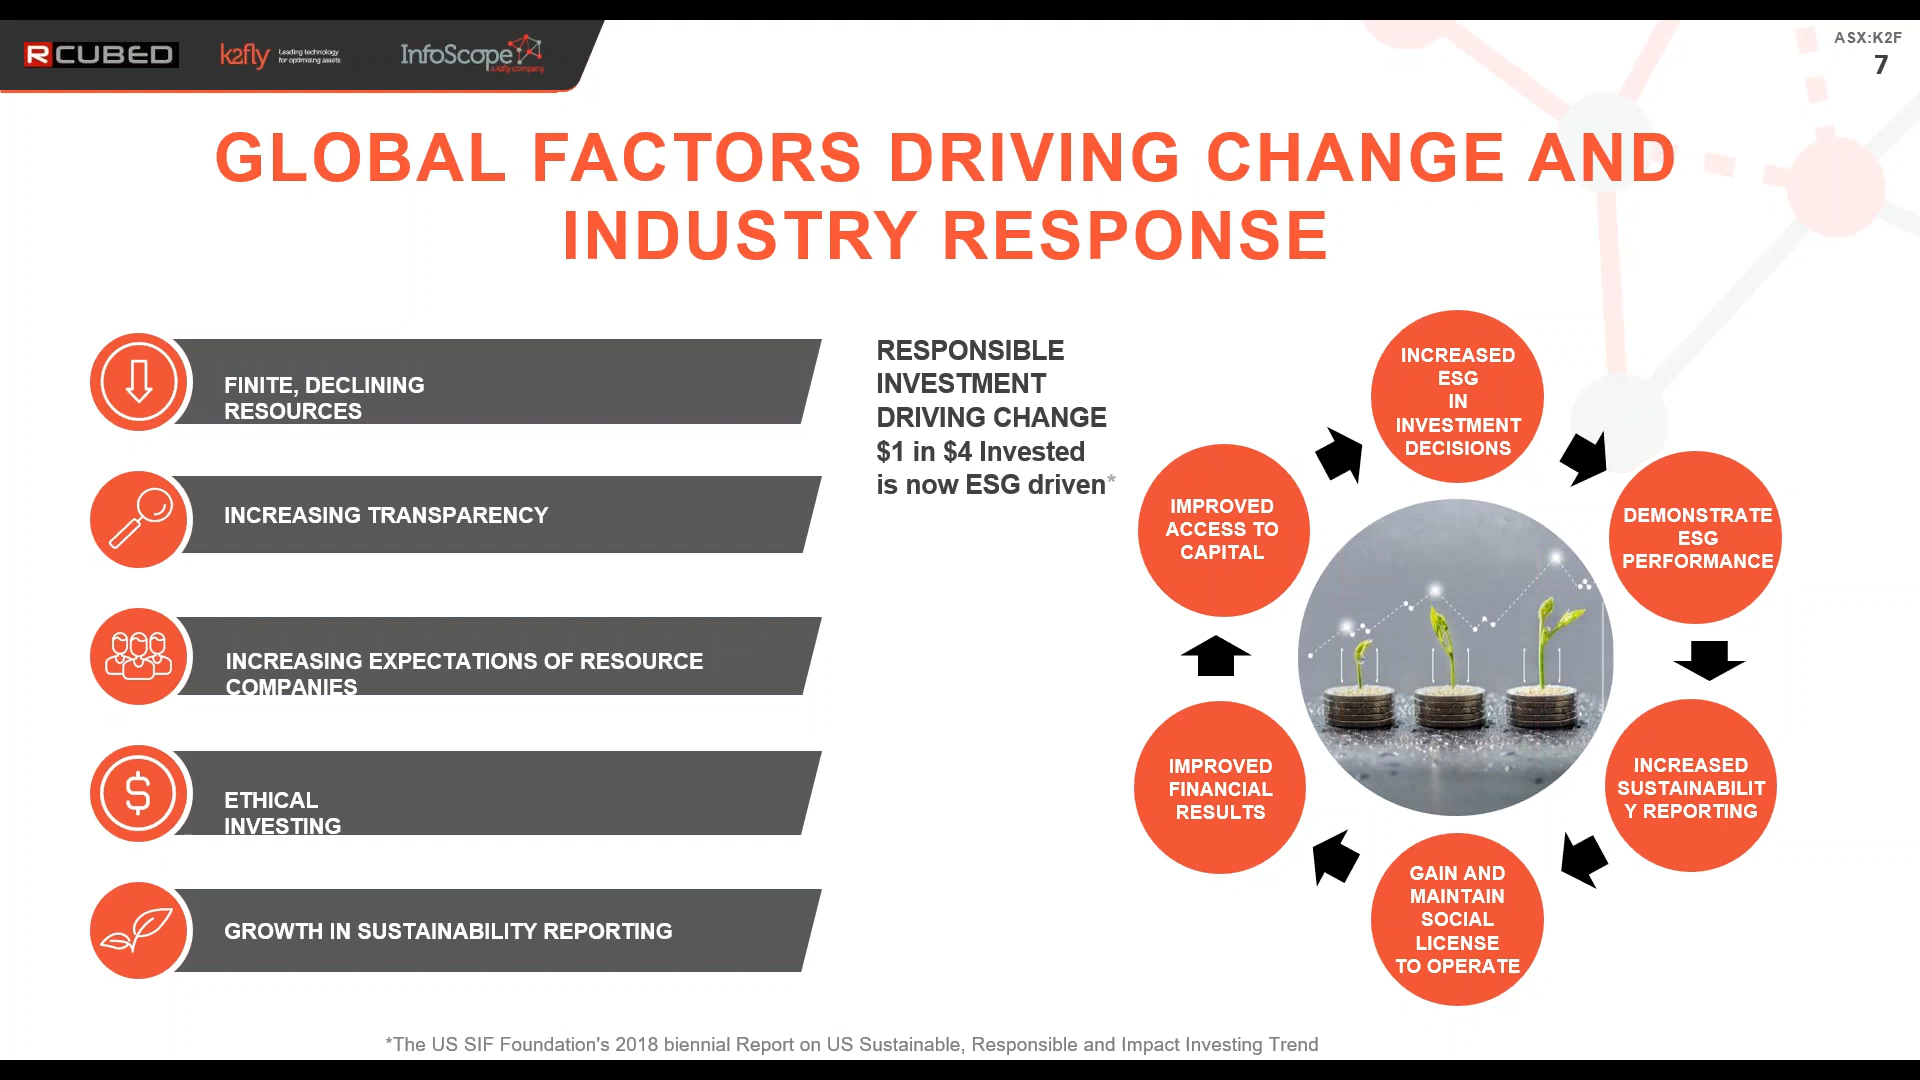 RCUBED
k2fly
Leading technology
for optimising assets
InfoScope
a k2fly company
ASX:K2F
7
GLOBAL FACTORS DRIVING CHANGE AND
INDUSTRY RESPONSE
FINITE, DECLINING
RESOURCES
INCREASING TRANSPARENCY
INCREASING EXPECTATIONS OF RESOURCE
COMPANIES
$
ETHICAL
INVESTING
GROWTH IN SUSTAINABILITY REPORTING
RESPONSIBLE
INVESTMENT
DRIVING CHANGE
$1 in $4 Invested
is now ESG driven*
INCREASED
ESG
IN
INVESTMENT
DECISIONS
DEMONSTRATE
ESG
PERFORMANCE
INCREASED
SUSTAINABILIT
Y REPORTING
GAIN AND
MAINTAIN
SOCIAL
LICENSE
TO OPERATE
IMPROVED
FINANCIAL
RESULTS
IMPROVED
ACCESS TO
CAPITAL
*The US SIF Foundation's 2018 biennial Report on US Sustainable, Responsible and Impact Investing Trend